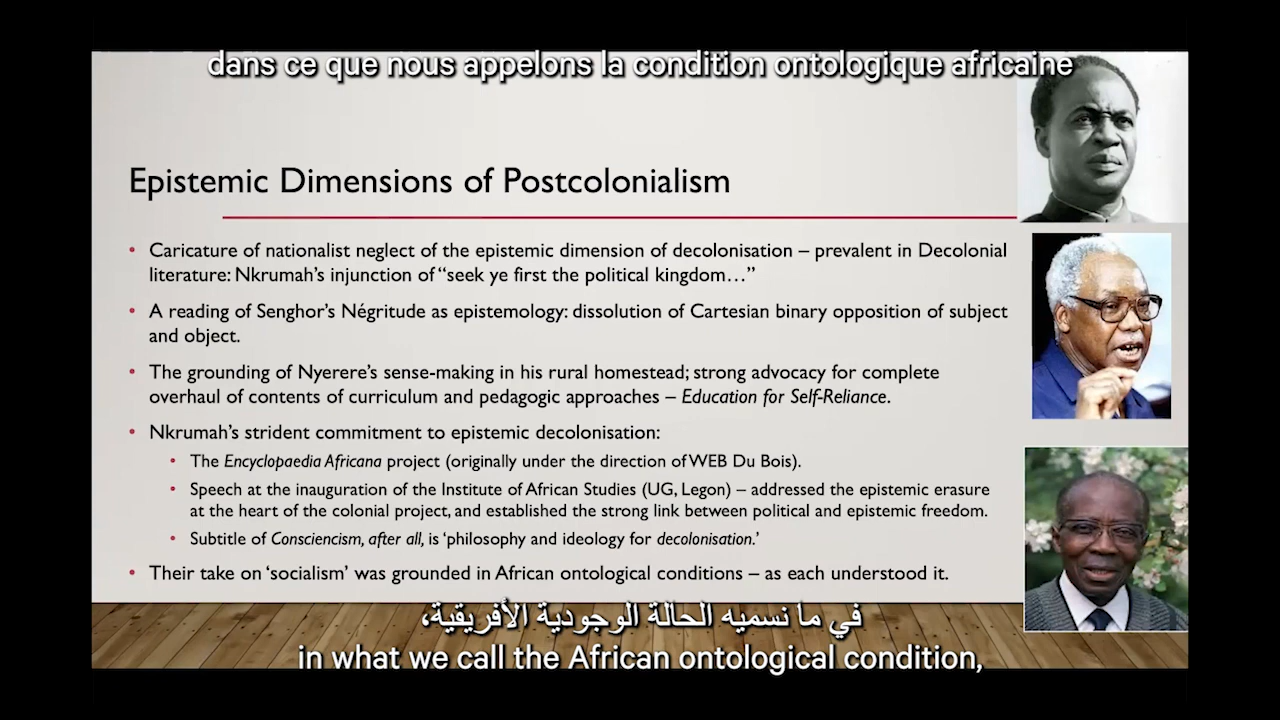 dans ce que nous appelons la condition ontologique africaine
Epistemic Dimensions of Postcolonialism
• Caricature of nationalist neglect of the epistemic dimension of decolonisation – prevalent in Decolonial
literature: Nkrumah's injunction of “seek ye first the political kingdom…”
• A reading of Senghor's Négritude as epistemology: dissolution of Cartesian binary opposition of subject
and object.
• The grounding of Nyerere's sense-making in his rural homestead; strong advocacy for complete
overhaul of contents of curriculum and pedagogic approaches – Education for Self-Reliance.
• Nkrumah's strident commitment to epistemic decolonisation:
• The Encyclopaedia Africana project (originally under the direction of WEB Du Bois).
• Speech at the inauguration of the Institute of African Studies (UG, Legon) – addressed the epistemic erasure
at the heart of the colonial project, and established the strong link between political and epistemic freedom.
• Subtitle of Consciencism, after all, is ‘philosophy and ideology for decolonisation.’
• Their take on ‘socialism’ was grounded in African ontological conditions – as each understood it.
في ما نسميه الحالة الوجودية الأفريقية،
in what we call the African ontological condition,